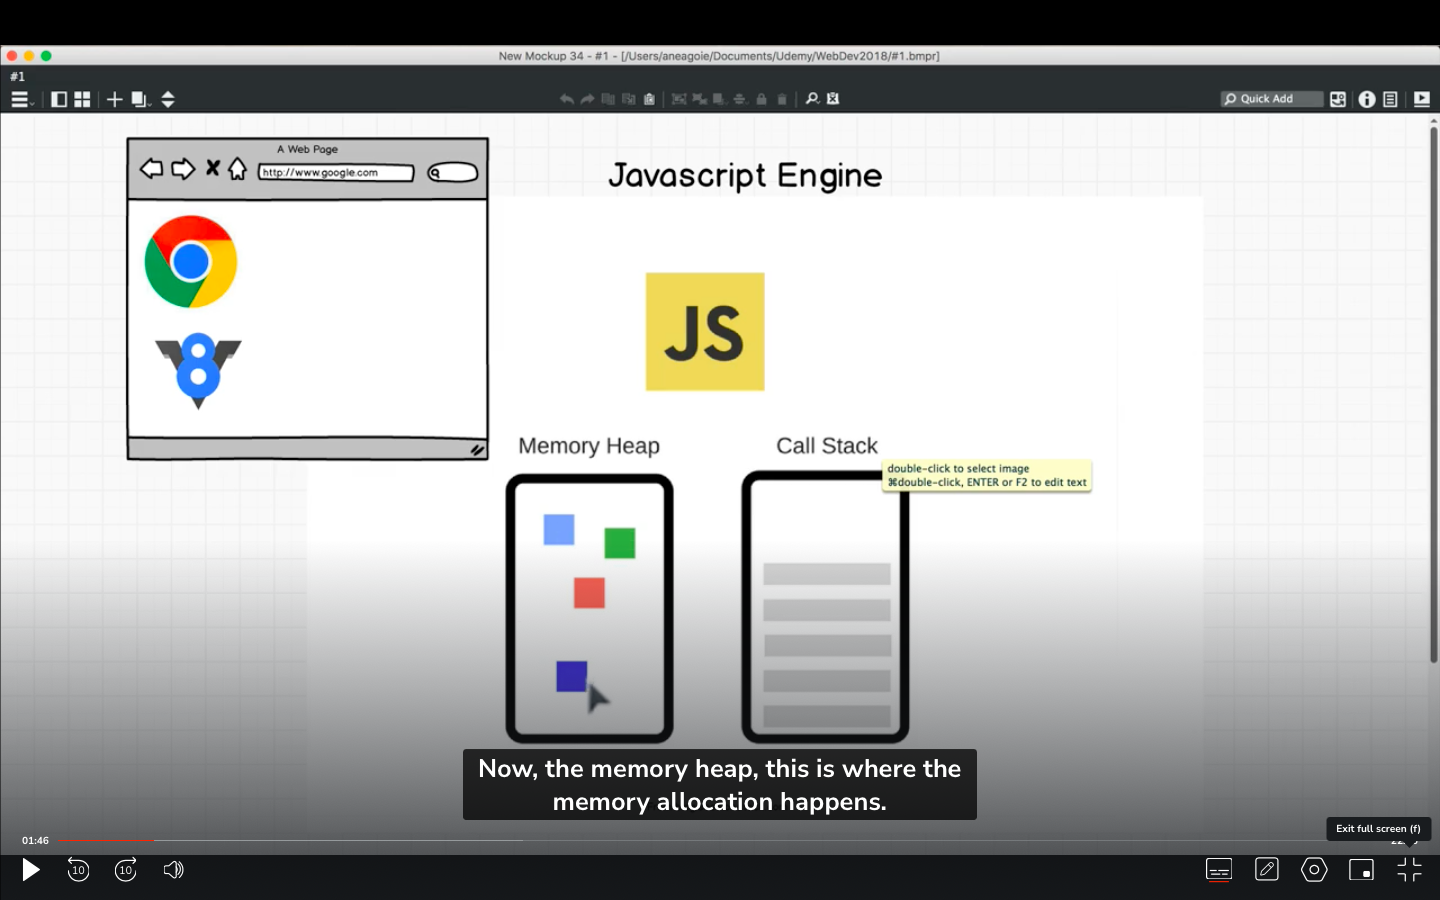 New Mockup 34 - #1 - [/Users/aneagoie/Documents/Udemy/WebDev2018/#1.bmpr]
#1
Quick Add
A Web Page
http://www.google.com
Javascript Engine
8
JS
Memory Heap
Call Stack
double-click to select image
⌘double-click, ENTER or F2 to edit text
Now, the memory heap, this is where the
memory allocation happens.
Exit full screen (f)
01:46
10
10